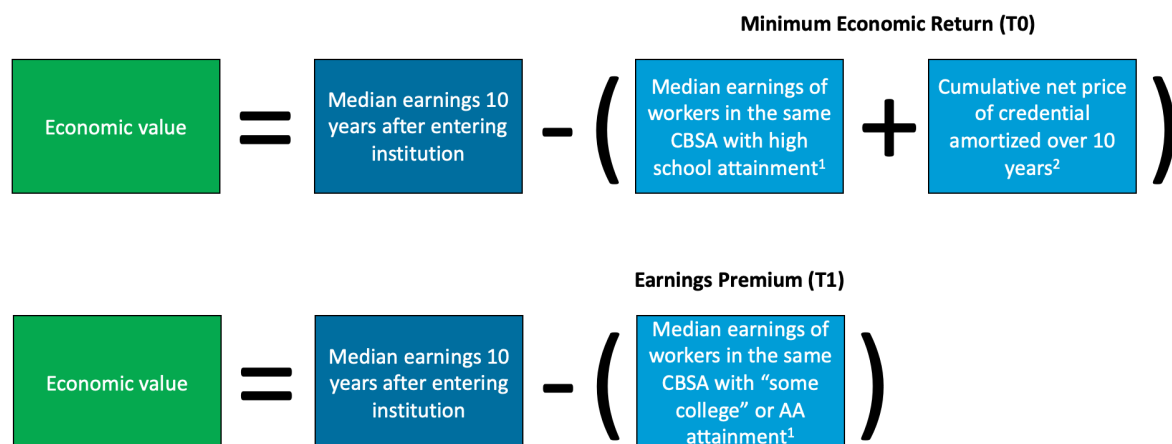 Minimum Economic Return (T0)
Economic value
=
Median earnings 10
years after entering
institution
-
(
Median earnings of
workers in the same
CBSA with high
school attainment1
+
Cumulative net price
of credential
amortized over 10
years2
)
Earnings Premium (T1)
Economic value
=
Median earnings 10
years after entering
institution
-
(
Median earnings of
workers in the same
CBSA with “some
college” or AA
attainment1
)